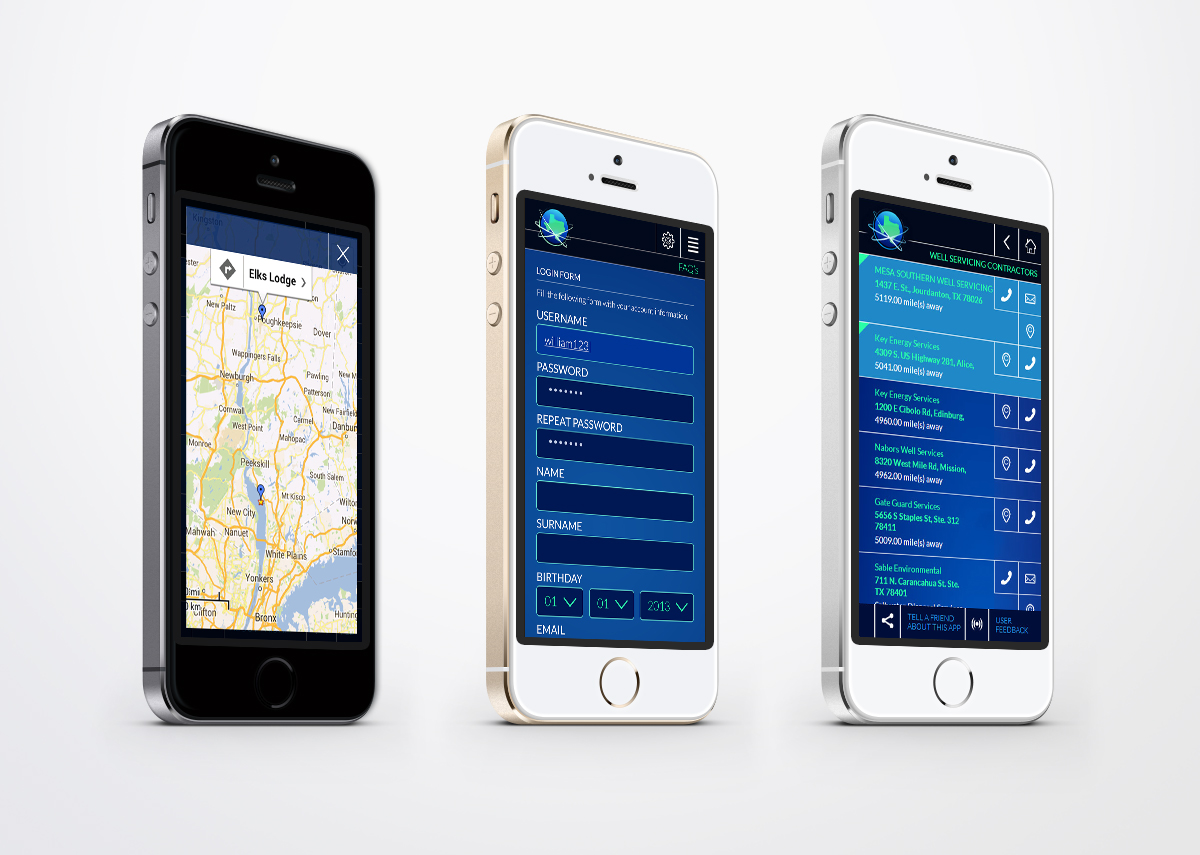 Kingston
Elks Lodge
New Paltz
Poughkeepsie
Dover
Wappingers Falls
Newburgh
Pawling
Patterson
Cornwall
New Fairfield
West Point
Carmel
Danbury
Monroe
Mahopac
Peekskill
South Salem
Mt Kisco
New City
Wilton
Mahwah
Nanuet
White Plains
Stamfo
Yonkers
0 km
Clifton
Bronx
Hunting
FAQ'S
LOGIN FORM
Fill the following form with your account information:
USERNAME
william123
PASSWORD
•••••••
REPEAT PASSWORD
•••••••
NAME
SURNAME
BIRTHDAY
01 01 2013
EMAIL
WELL SERVICING CONTRACTORS
MESA SOUTHERN WELL SERVICING
1437 E. St., Jourdanton, TX 78026
5119.00 mile(s) away
Key Energy Services
4309 S. US Highway 281, Alice,
5041.00 mile(s) away
Key Energy Services
1200 E Cibolo Rd, Edinburg,
4960.00 mile(s) away
Nabors Well Services
8320 West Mile Rd, Mission,
4962.00 mile(s) away
Gate Guard Services
5656 S Staples St, Ste. 312
78411
5009.00 mile(s) away
Sable Environmental
711 N. Carancahua St. Ste.
TX 78401
TELL A FRIEND
ABOUT THIS APP
USER
FEEDBACK